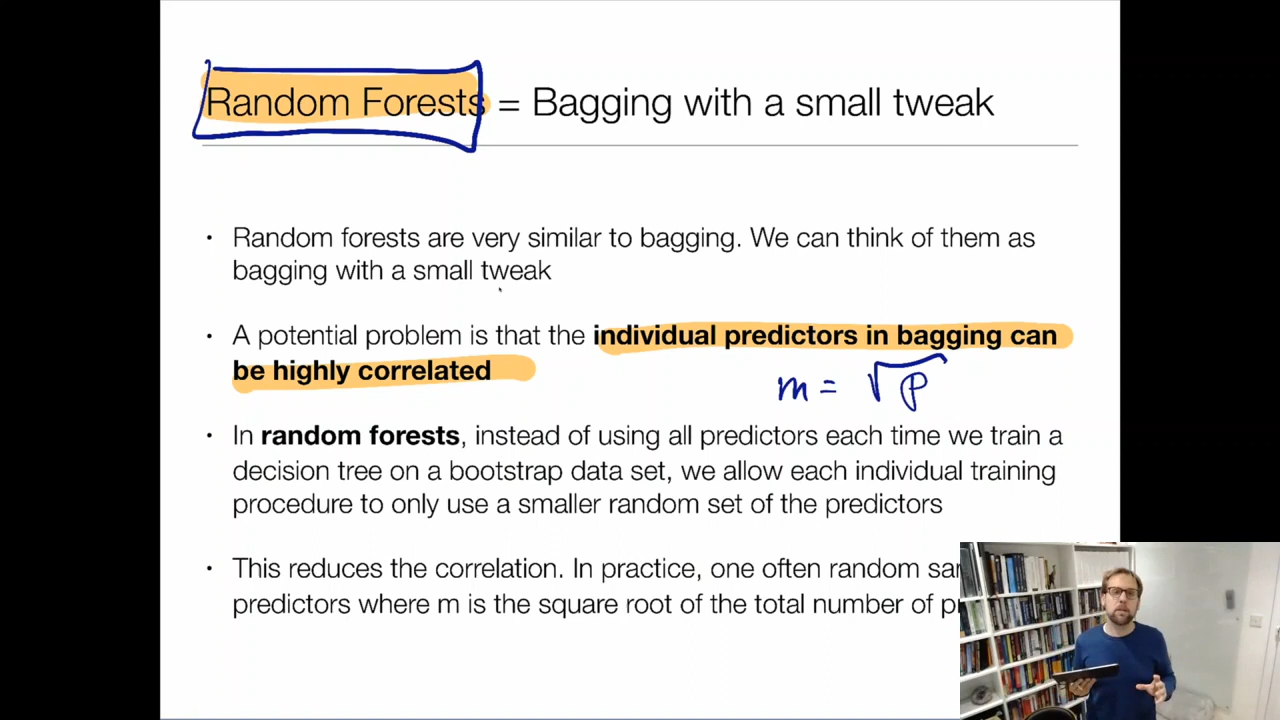 Random Forests = Bagging with a small tweak
• Random forests are very similar to bagging. We can think of them as
bagging with a small tweak
• A potential problem is that the individual predictors in bagging can
be highly correlated
m = √p
• In random forests, instead of using all predictors each time we train a
decision tree on a bootstrap data set, we allow each individual training
procedure to only use a smaller random set of the predictors
• This reduces the correlation. In practice, one often random
predictors where m is the square root of the total number of